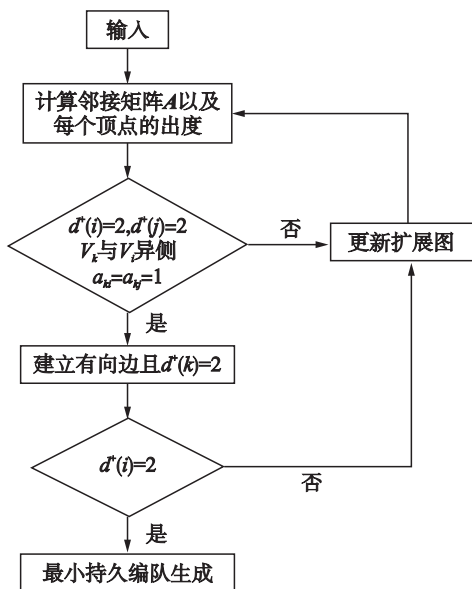 输入
计算邻接矩阵A以及
每个顶点的出度
d⁺(i)=2,d⁺(j)=2
Vₖ与Vᵢ异侧
aₖᵢ=aₖⱼ=1
否
更新扩展图
是
建立有向边且d⁺(k)=2
d⁺(i)=2
否
是
最小持久编队生成